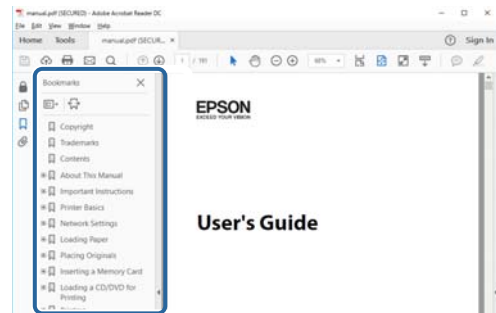 manual.pdf (SECURED) - Adobe Acrobat Reader DC
File Edit View Window Help
Home Tools manual.pdf (SECUR... ×
Sign In
Bookmarks
Copyright
Trademarks
Contents
About This Manual
Important Instructions
Printer Basics
Network Settings
Loading Paper
Placing Originals
Inserting a Memory Card
Loading a CD/DVD for
Printing
EPSON
EXCEED YOUR VISION
User's Guide